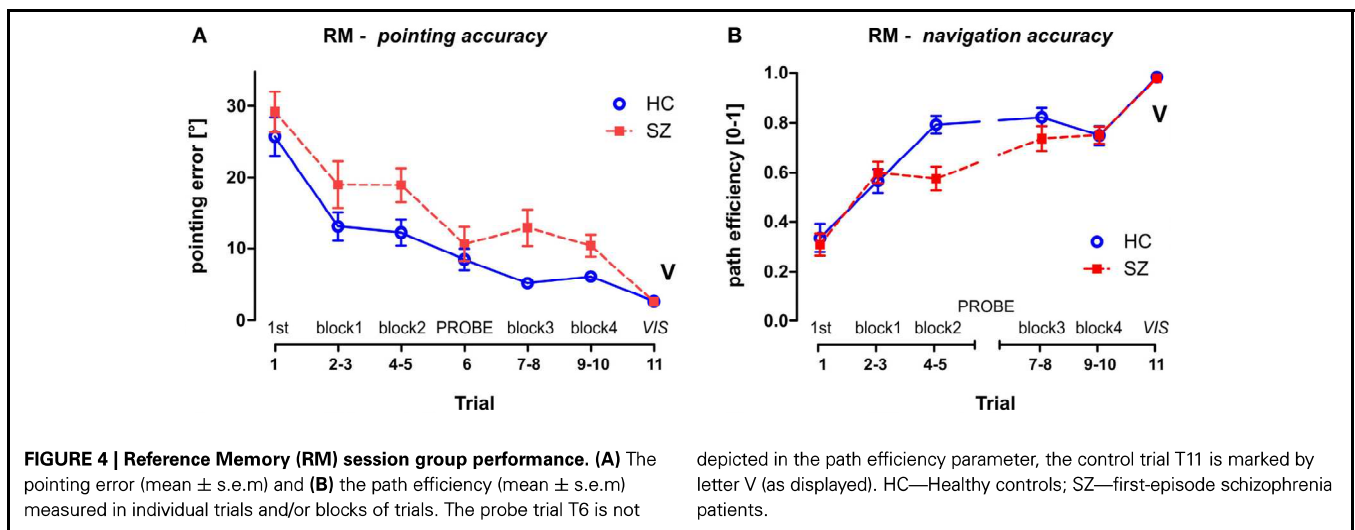 A RM - pointing accuracy
pointing error [°]
30
20
10
0
HC
SZ
V
1st block1 block2 PROBE block3 block4 VIS
1 2-3 4-5 6 7-8 9-10 11
Trial
B RM - navigation accuracy
path efficiency [0-1]
1.0
0.8
0.6
0.4
0.2
0.0
V
HC
SZ
PROBE
1st block1 block2 block3 block4 VIS
1 2-3 4-5 7-8 9-10 11
Trial
FIGURE 4 | Reference Memory (RM) session group performance. (A) The
pointing error (mean ± s.e.m) and (B) the path efficiency (mean ± s.e.m)
measured in individual trials and/or blocks of trials. The probe trial T6 is not
depicted in the path efficiency parameter, the control trial T11 is marked by
letter V (as displayed). HC—Healthy controls; SZ—first-episode schizophrenia
patients.